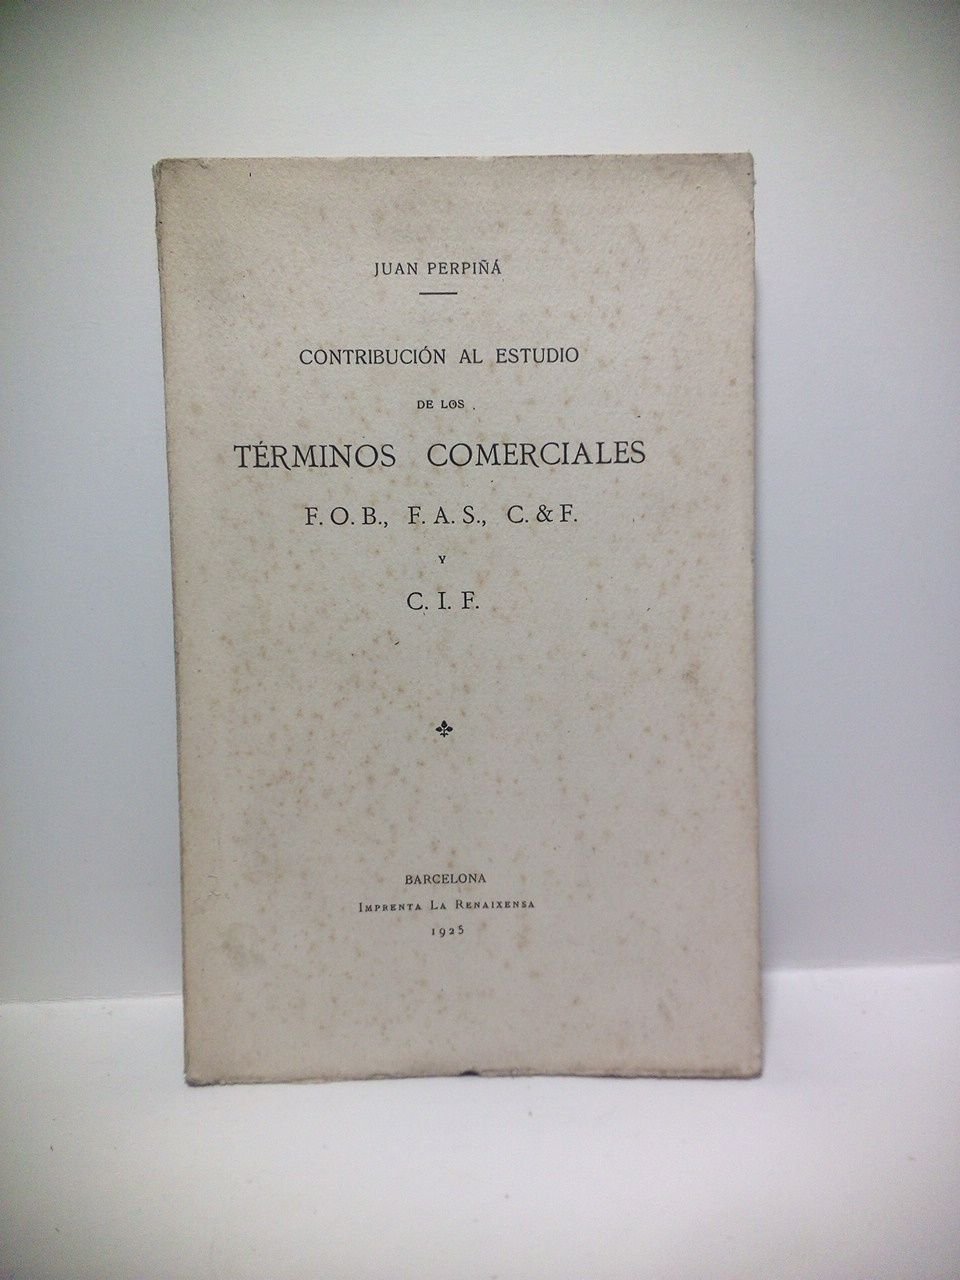 JUAN PERPIÑÁ
CONTRIBUCIÓN AL ESTUDIO
DE LOS
TÉRMINOS COMERCIALES
F. O. B., F. A. S., C. & F.
Y
C. I. F.
BARCELONA
IMPRENTA LA RENAIXENSA
1925